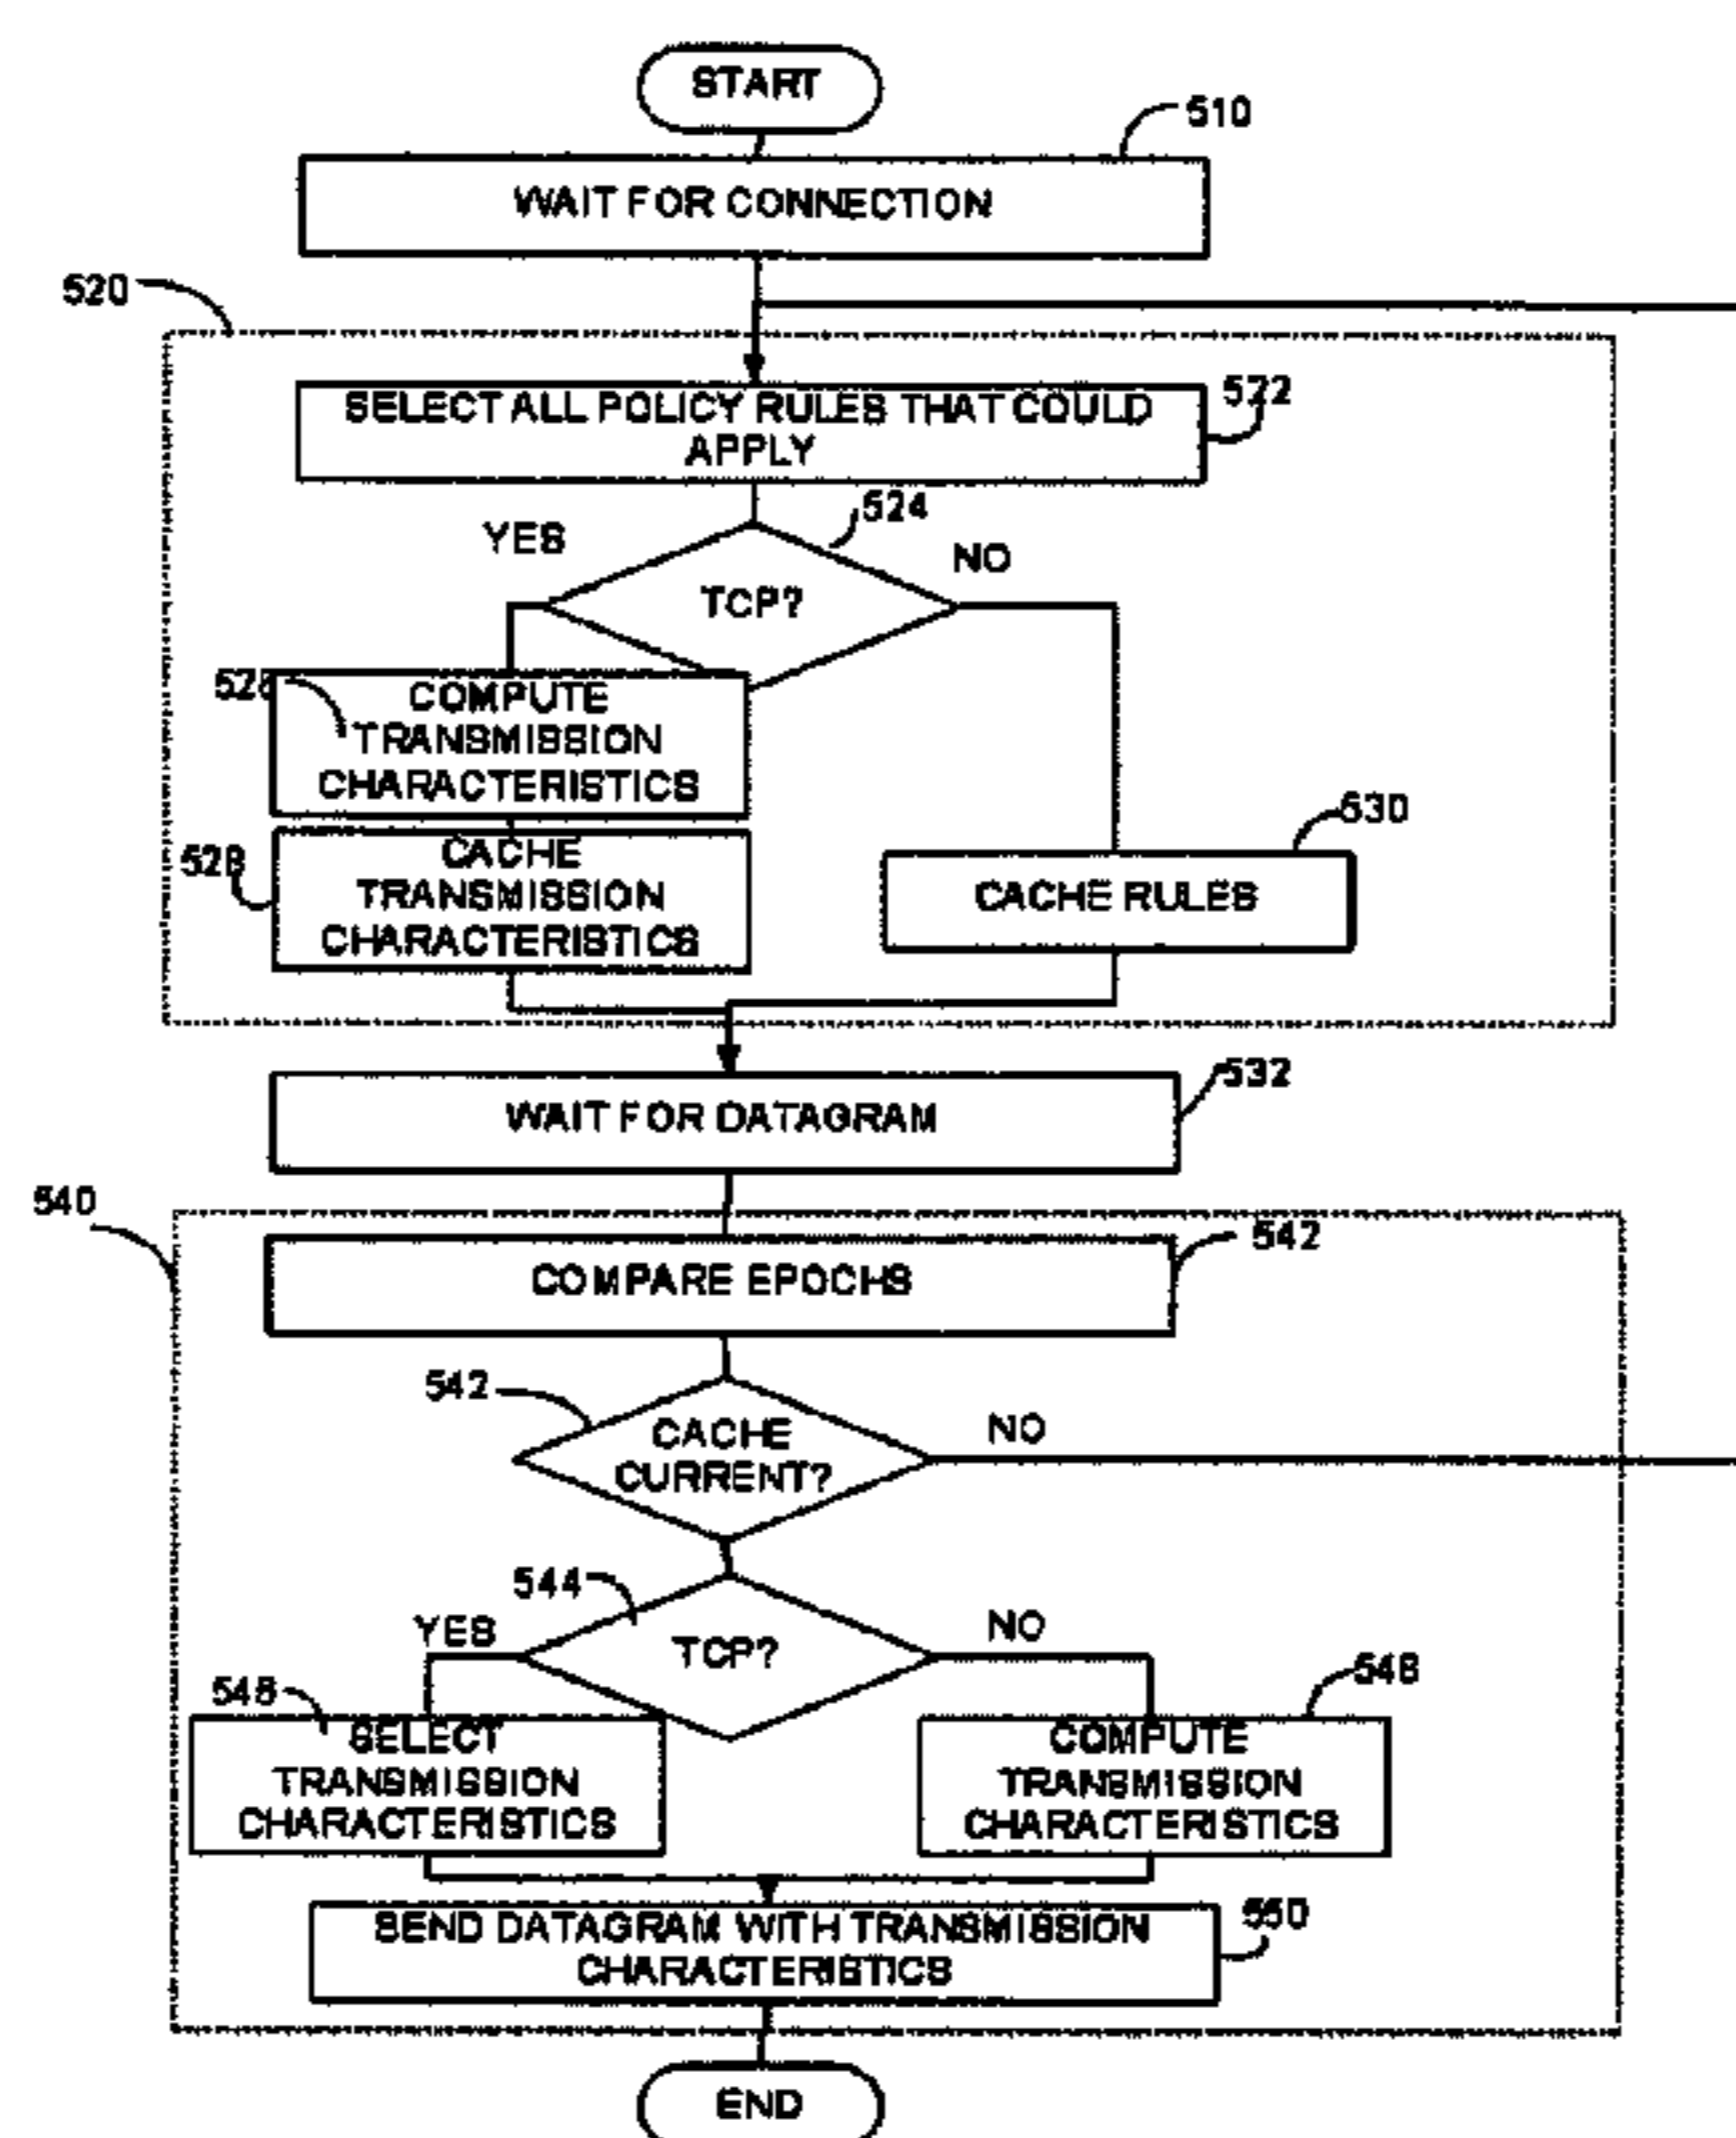 START
510
WAIT FOR CONNECTION
520
SELECT ALL POLICY RULES THAT COULD
APPLY
522
524
YES
NO
TCP?
COMPUTE
TRANSMISSION
CHARACTERISTICS
528
CACHE
TRANSMISSION
CHARACTERISTICS
530
CACHE RULES
532
WAIT FOR DATAGRAM
540
542
COMPARE EPOCHS
542
CACHE
CURRENT?
NO
544
YES
NO
TCP?
SELECT
TRANSMISSION
CHARACTERISTICS
COMPUTE
TRANSMISSION
CHARACTERISTICS
SEND DATAGRAM WITH TRANSMISSION
CHARACTERISTICS
550
END